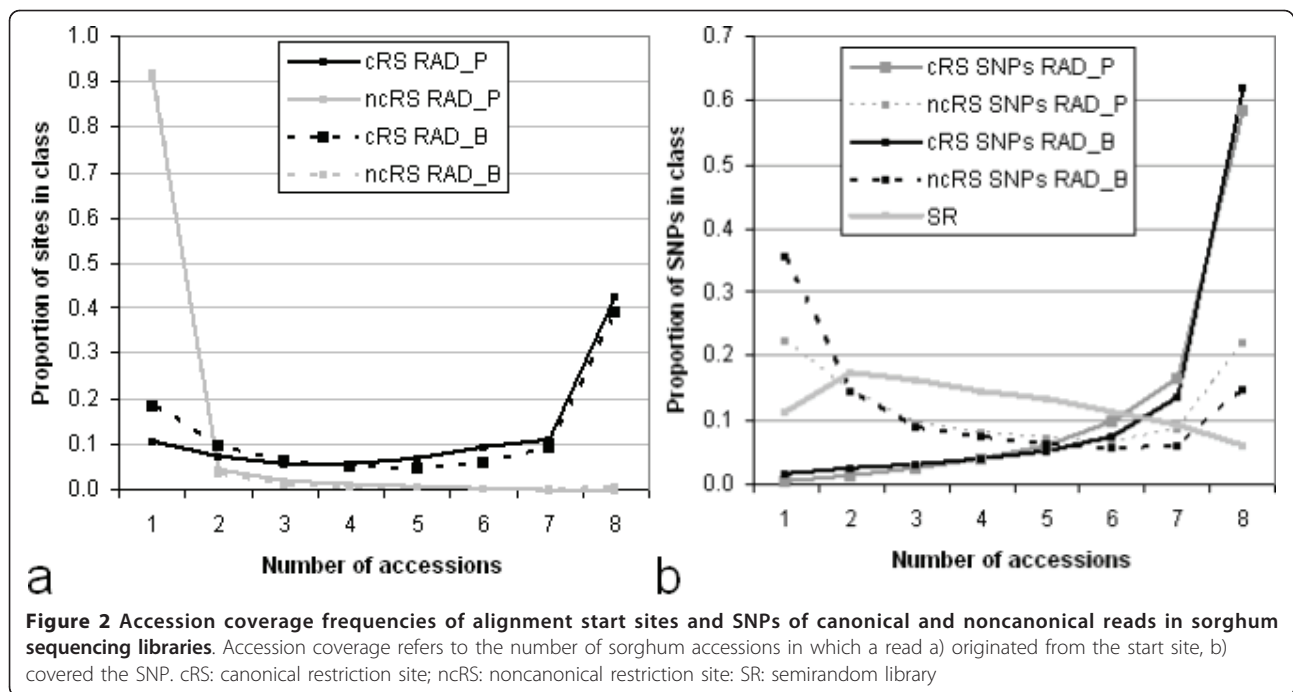 1.0
0.9
0.8
0.7
0.6
0.5
0.4
0.3
0.2
0.1
0.0
Proportion of sites in class
cRS RAD_P
ncRS RAD_P
cRS RAD_B
ncRS RAD_B
1 2 3 4 5 6 7 8
Number of accessions
a
0.7
0.6
0.5
0.4
0.3
0.2
0.1
0.0
Proportion of SNPs in class
cRS SNPs RAD_P
ncRS SNPs RAD_P
cRS SNPs RAD_B
ncRS SNPs RAD_B
SR
1 2 3 4 5 6 7 8
Number of accessions
b
Figure 2 Accession coverage frequencies of alignment start sites and SNPs of canonical and noncanonical reads in sorghum
sequencing libraries. Accession coverage refers to the number of sorghum accessions in which a read a) originated from the start site, b)
covered the SNP. cRS: canonical restriction site; ncRS: noncanonical restriction site: SR: semirandom library